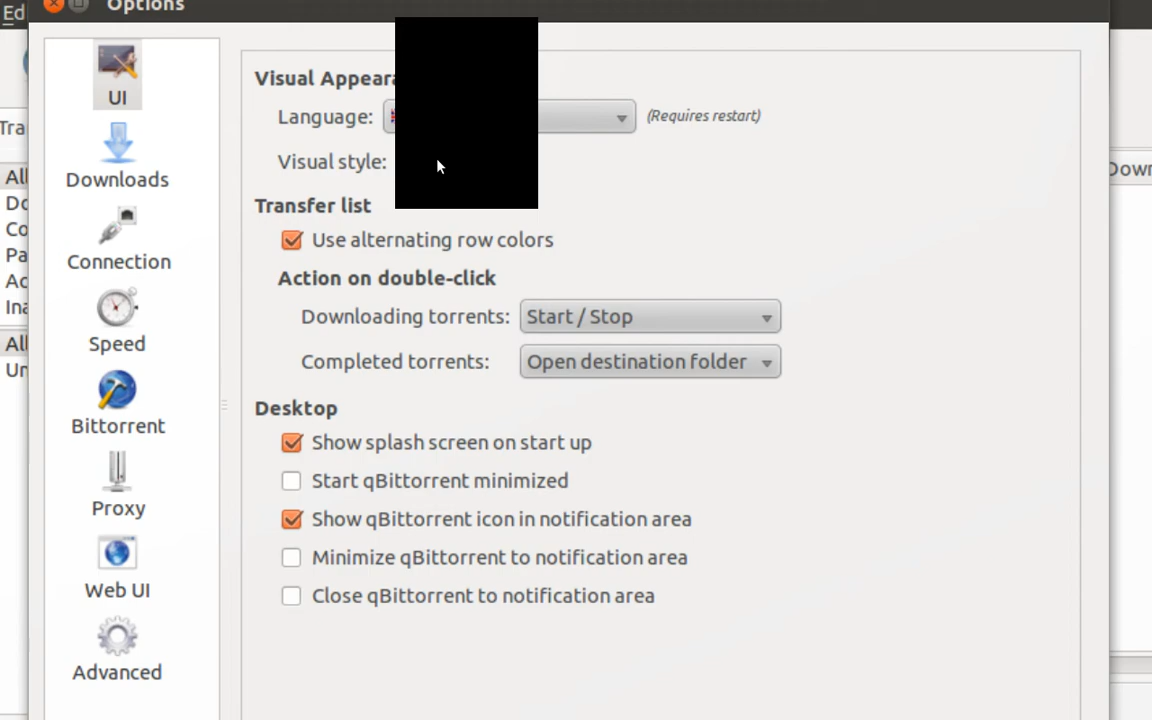 Options
UI
Downloads
Connection
Speed
Bittorrent
Proxy
Web UI
Advanced
Visual
Language:
(Requires restart)
Visual style:
Transfer list
Use alternating row colors
Action on double-click
Downloading torrents: Start / Stop
Completed torrents: Open destination folder
Desktop
Show splash screen on start up
Start qBittorrent minimized
Show qBittorrent icon in notification area
Minimize qBittorrent to notification area
Close qBittorrent to notification area